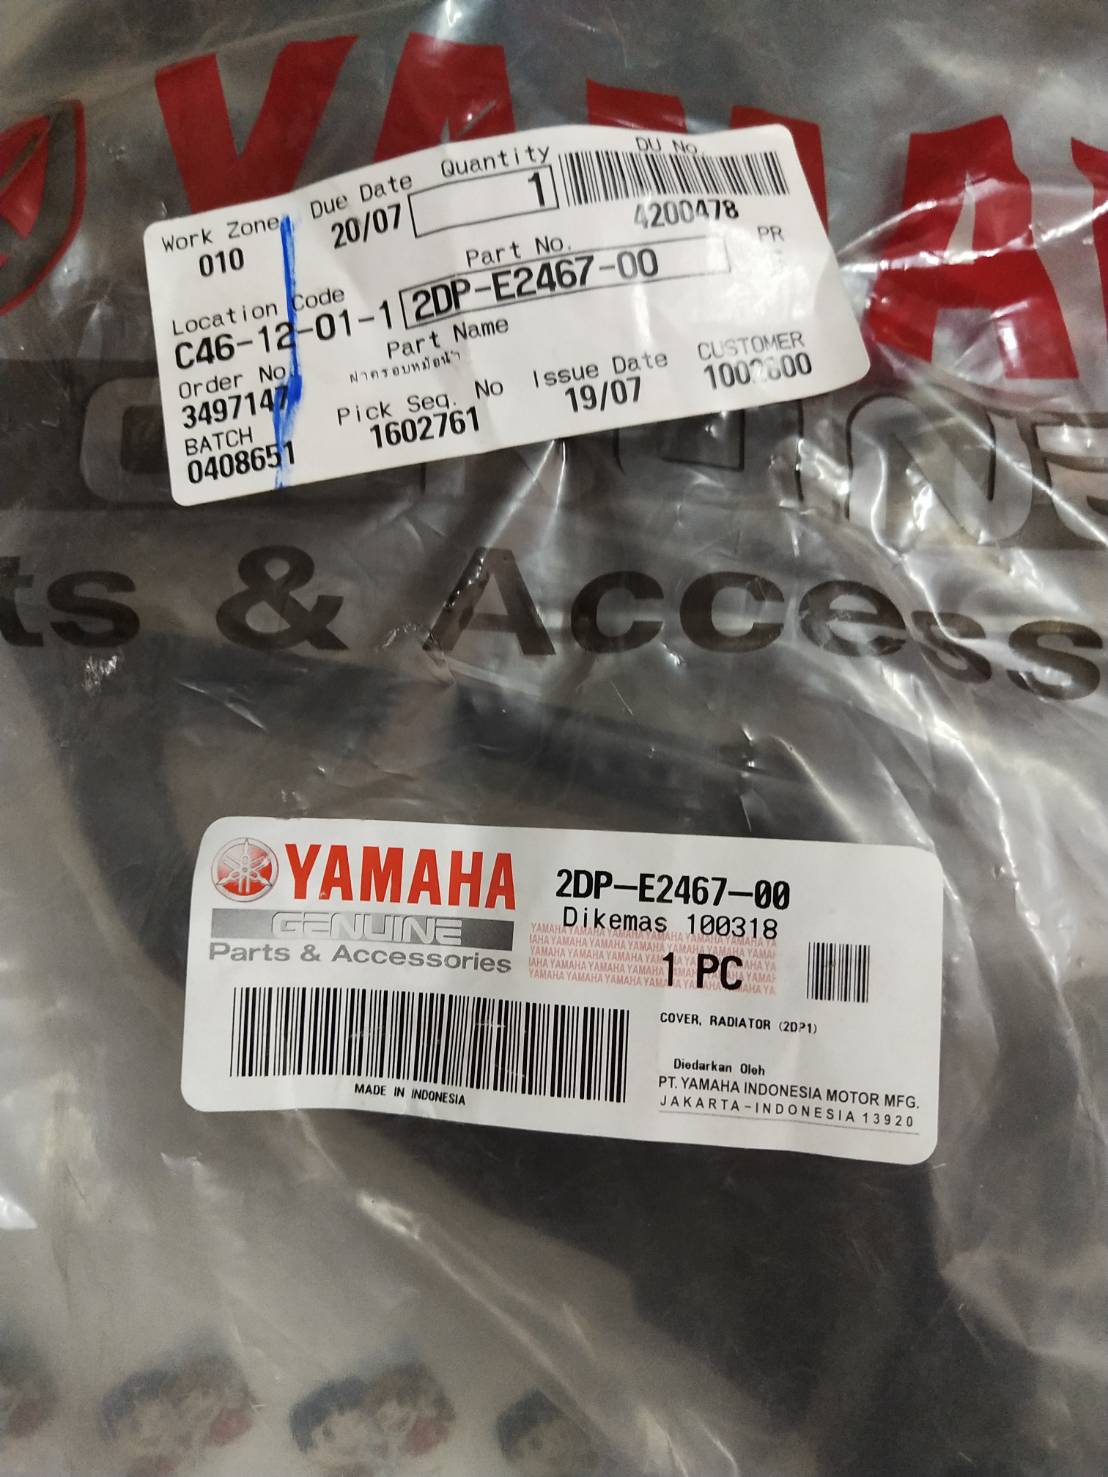 YAMAHA
GENUINE
ts & Access
Work Zone
010
Due Date
20/07
Quantity
1
DU No.
4200478
Location Code
C46-12-01-1
Part No.
2DP-E2467-00
PR
Part Name
ฝาครอบหม้อน้ำ
Order No.
3497147
Pick Seq. No
1602761
Issue Date
19/07
CUSTOMER
BATCH
0408651
YAMAHA
GENUINE
Parts & Accessories
2DP-E2467-00
Dikemas 100318
1 PC
COVER, RADIATOR (2DP1)
MADE IN INDONESIA
Diedarkan Oleh
PT. YAMAHA INDONESIA MOTOR MFG.
JAKARTA-INDONESIA 13920